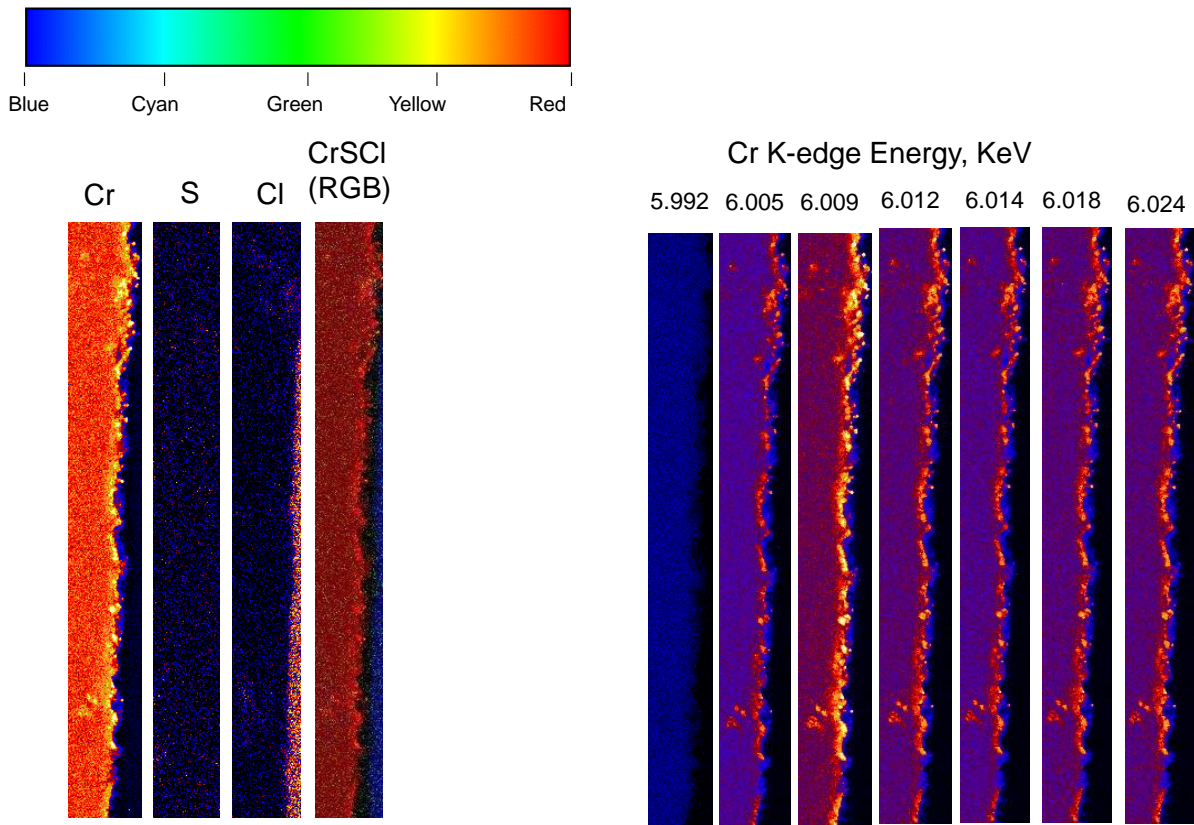 Blue Cyan Green Yellow Red
CrSCl
(RGB)
Cr S Cl
Cr K-edge Energy, KeV
5.992 6.005 6.009 6.012 6.014 6.018 6.024